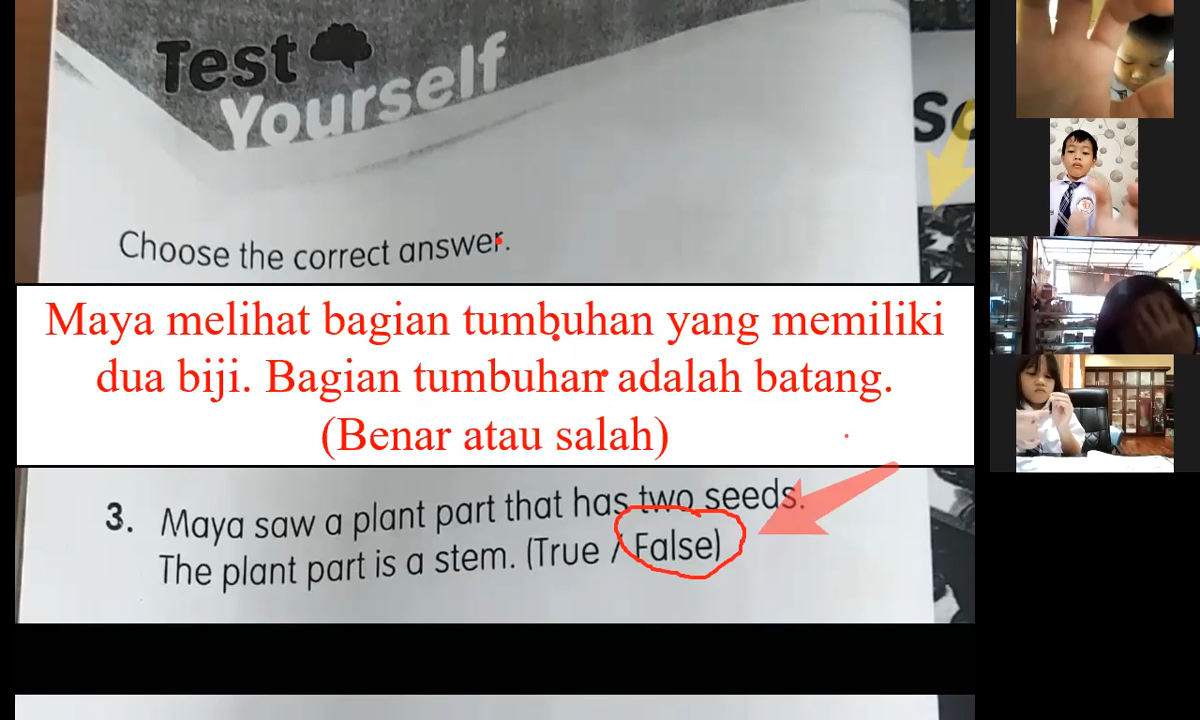 Test
Yourself
Choose the correct answer.
Maya melihat bagian tumbuhan yang memiliki
dua biji. Bagian tumbuhan adalah batang.
(Benar atau salah)
3. Maya saw a plant part that has two seeds.
The plant part is a stem. (True / False)